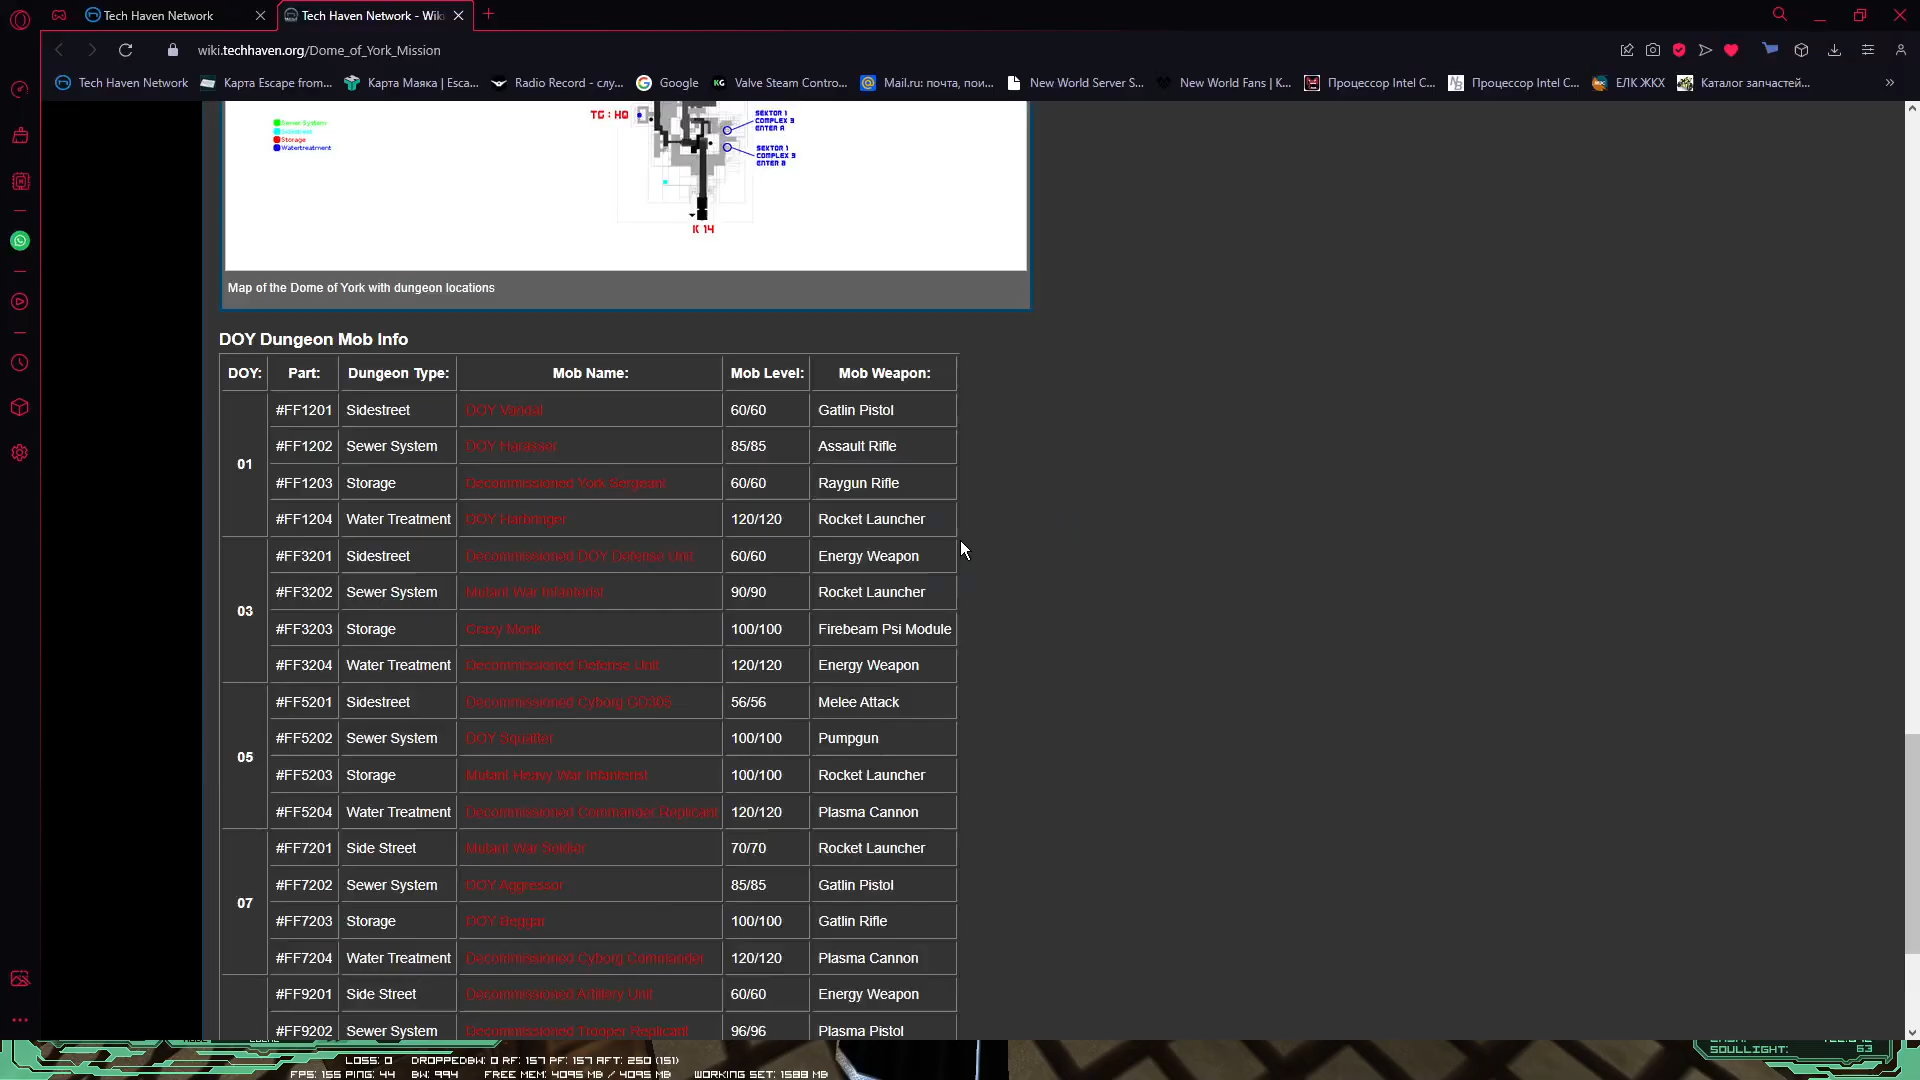 Tech Haven Network
Tech Haven Network - Wiki
wiki.techhaven.org/Dome_of_York_Mission
Tech Haven Network
Карта Escape from...
Карта Маяка | Esca...
Radio Record - слу...
Google
Valve Steam Contro...
Mail.ru: почта, пои...
New World Server S...
New World Fans | K...
Процессор Intel C...
Процессор Intel C...
ЕЛК ЖКХ
Каталог запчастей...
Sewer System
Sidestreet
Storage
Watertreatment
TG : HQ
SEKTOR 1
COMPLEX 3
ENTER A
SEKTOR 1
COMPLEX 3
ENTER B
K 14
Map of the Dome of York with dungeon locations
DOY Dungeon Mob Info
DOY: Part: Dungeon Type: Mob Name: Mob Level: Mob Weapon:
01
#FF1201 Sidestreet DOY Vandal 60/60 Gatlin Pistol
#FF1202 Sewer System DOY Harassor 85/85 Assault Rifle
#FF1203 Storage Decommissioned York Sergeant 60/60 Raygun Rifle
#FF1204 Water Treatment DOY Harbringer 120/120 Rocket Launcher
03
#FF3201 Sidestreet Decommissioned DOY Defense Unit 60/60 Energy Weapon
#FF3202 Sewer System Mutant War Infanterist 90/90 Rocket Launcher
#FF3203 Storage Crazy Monk 100/100 Firebeam Psi Module
#FF3204 Water Treatment Decommissioned Defense Unit 120/120 Energy Weapon
05
#FF5201 Sidestreet Decommissioned Cyborg 56/56 Melee Attack
#FF5202 Sewer System DOY Squatter 100/100 Pumpgun
#FF5203 Storage Mutant Heavy War Infanterist 100/100 Rocket Launcher
#FF5204 Water Treatment Decommissioned Commander Replicant 120/120 Plasma Cannon
07
#FF7201 Side Street Mutant War Soldier 70/70 Rocket Launcher
#FF7202 Sewer System DOY Aggressor 85/85 Gatlin Pistol
#FF7203 Storage DOY Beggar 100/100 Gatlin Rifle
#FF7204 Water Treatment Decommissioned Cyborg Commander 120/120 Plasma Cannon
#FF9201 Side Street Decommissioned Artillery Unit 60/60 Energy Weapon
#FF9202 Sewer System Decommissioned Trooper Replicant 96/96 Plasma Pistol
LOSS: 0 DROPPEDBW: 0 RF: 157 PF: 157 AFT: 250 (151)
FPS: 155 PING: 44 BW: 994 FREE MEM: 4095 MB / 4095 MB WORKING SET: 1588 MB
SOULLIGHT: 63